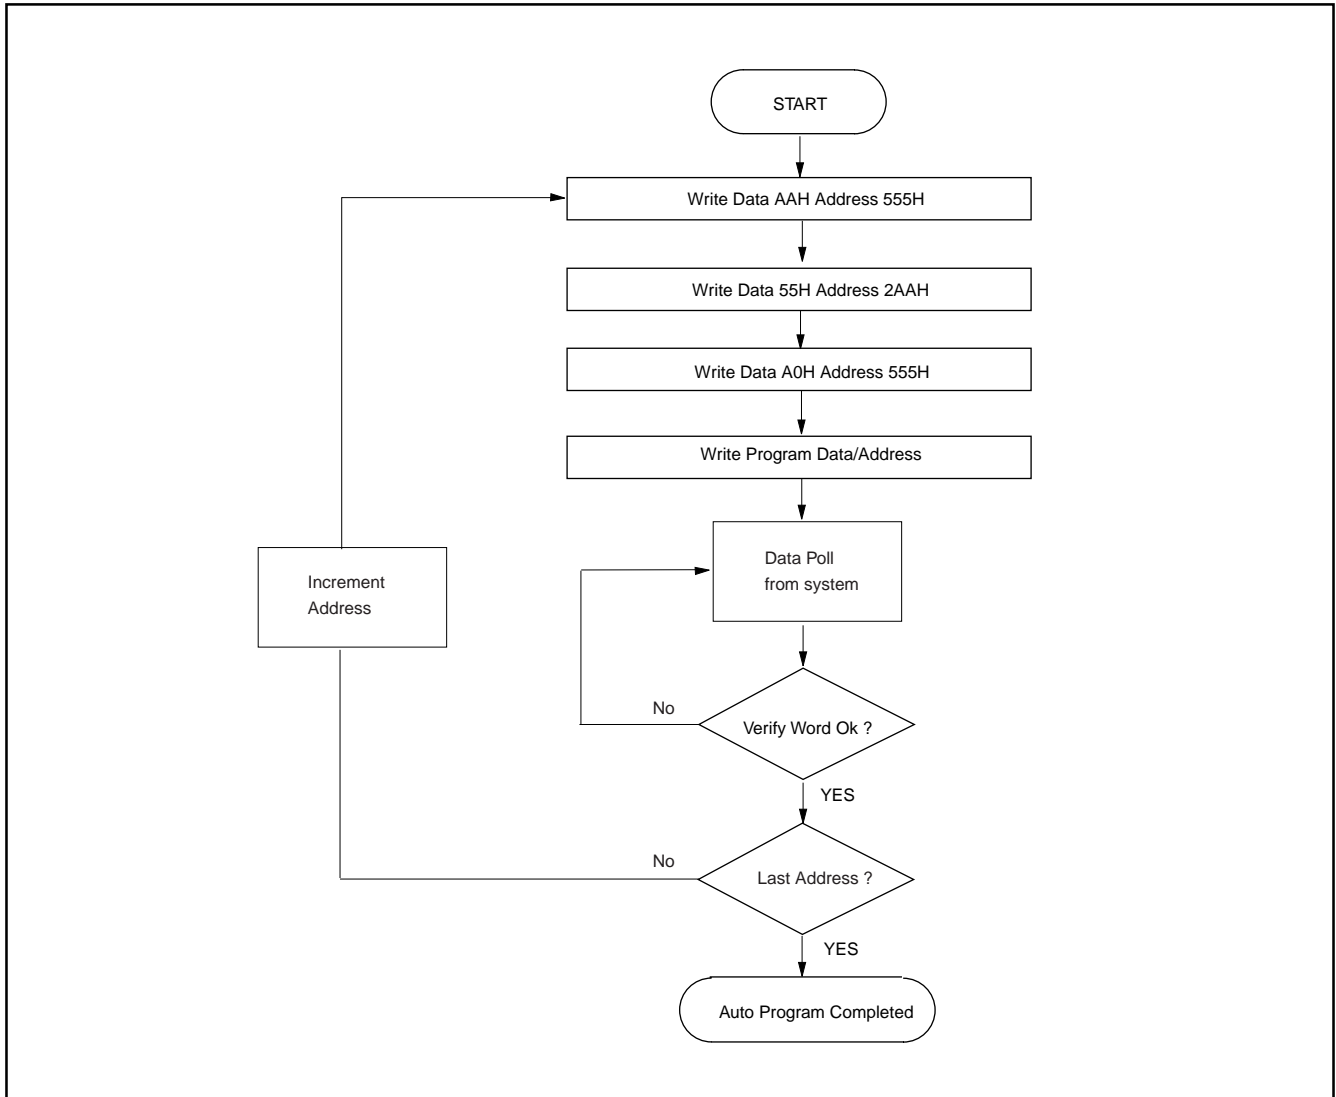 START
Write Data AAH Address 555H
Write Data 55H Address 2AAH
Write Data A0H Address 555H
Write Program Data/Address
Data Poll
from system
Increment
Address
No
Verify Word Ok ?
YES
No
Last Address ?
YES
Auto Program Completed